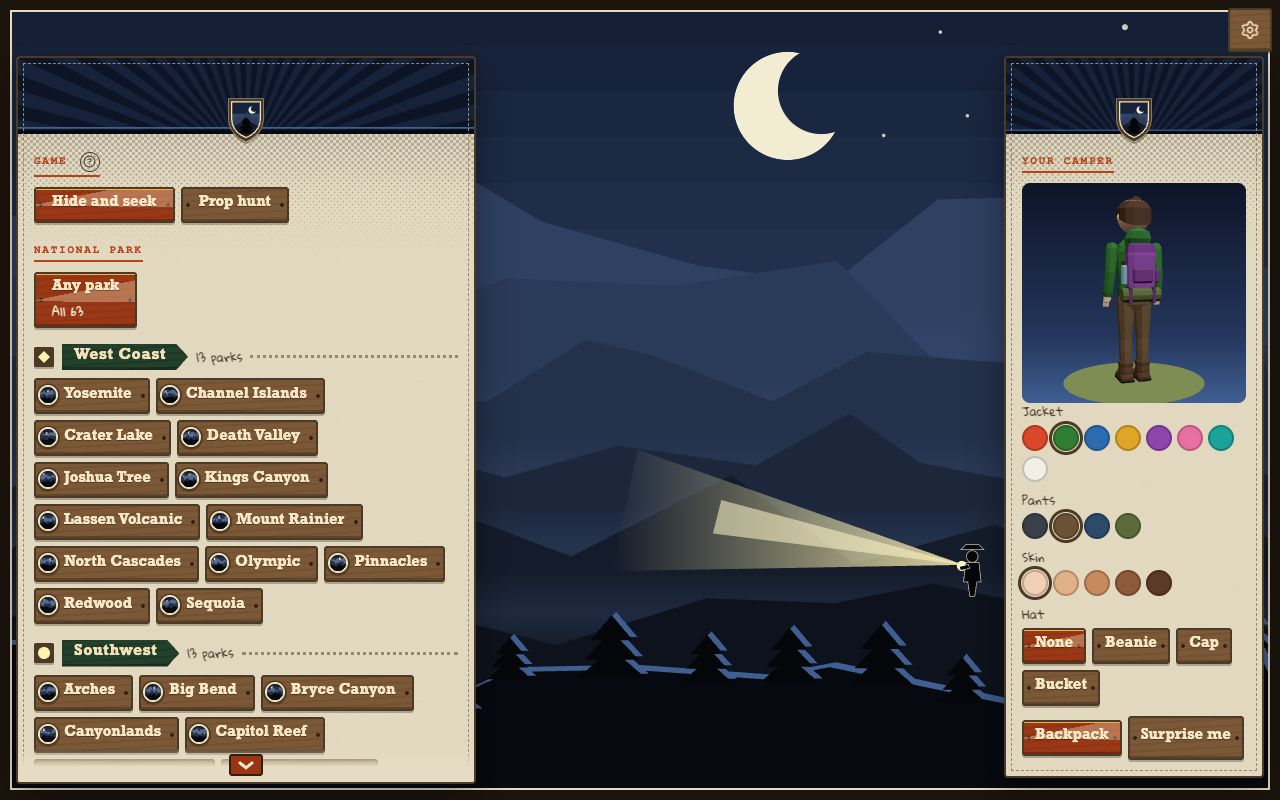 GAME ?
Hide and seek Prop hunt
NATIONAL PARK
Any park
All 63
West Coast 13 parks
Yosemite Channel Islands
Crater Lake Death Valley
Joshua Tree Kings Canyon
Lassen Volcanic Mount Rainier
North Cascades Olympic Pinnacles
Redwood Sequoia
Southwest 13 parks
Arches Big Bend Bryce Canyon
Canyonlands Capitol Reef
YOUR CAMPER
Jacket
Pants
Skin
Hat
None Beanie Cap
Bucket
Backpack Surprise me